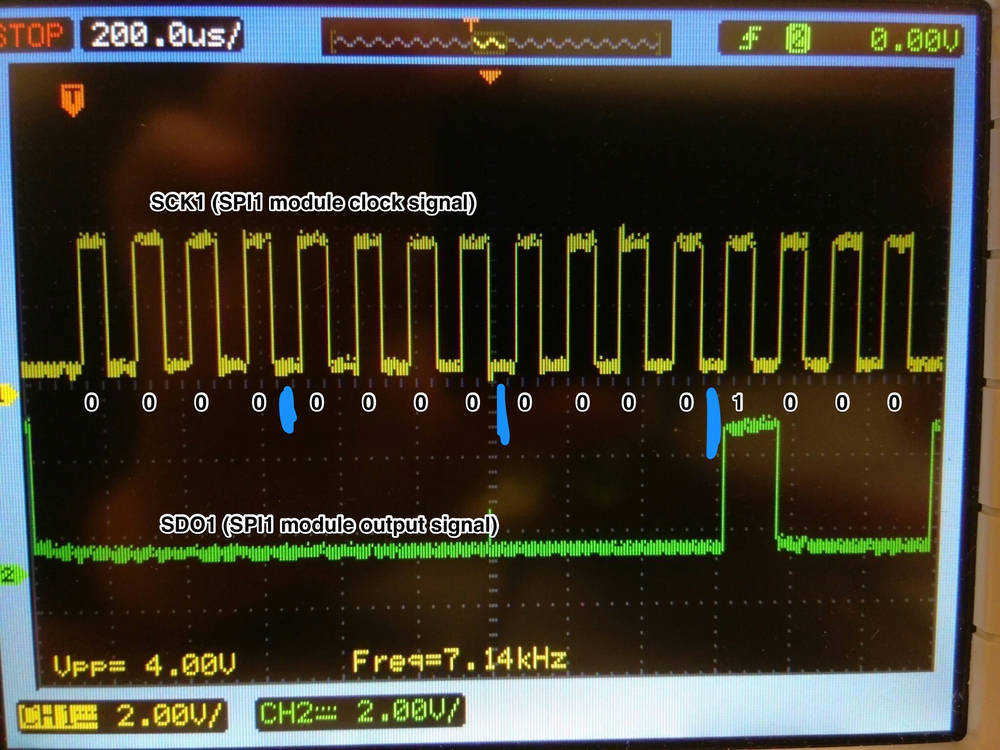 STOP 200.0us/ T 2 0.00V
T
SCK1 (SPI1 module clock signal)
0 0 0 0 0 0 0 0 0 0 0 0 1 0 0 0
SDO1 (SPI1 module output signal)
2
Vpp= 4.00V Freq=7.14kHz
CH1 2.00V/ CH2 2.00V/